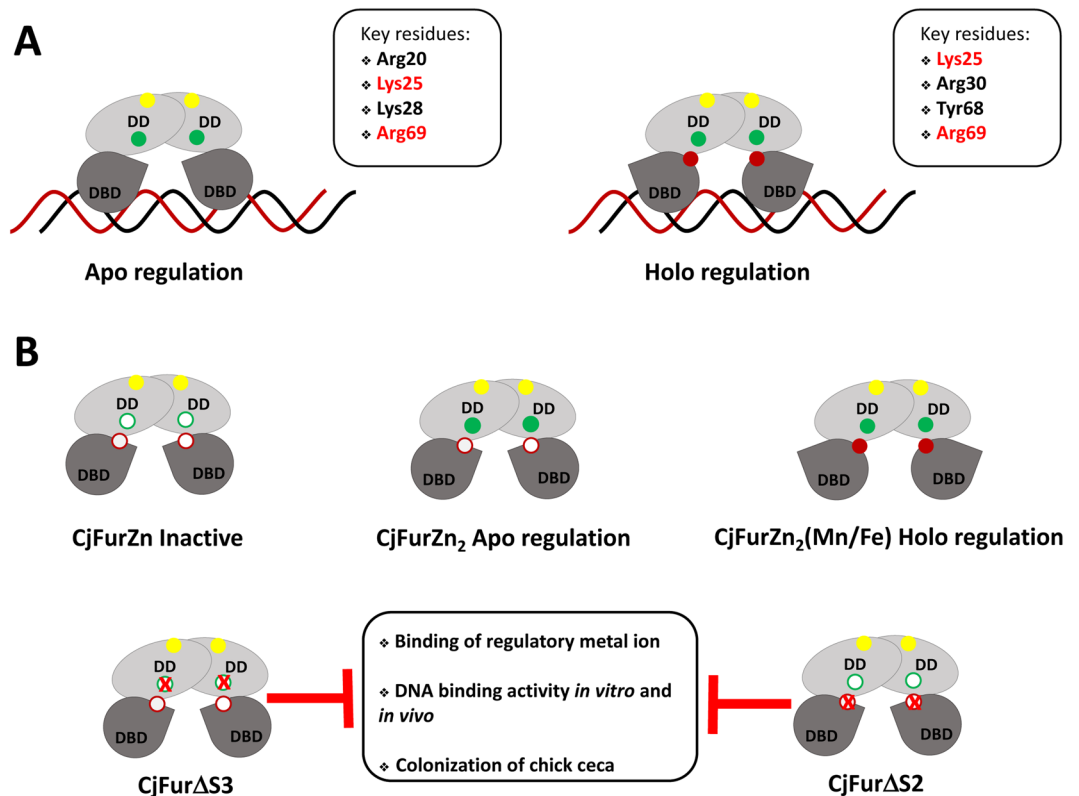 A
Key residues:
❖ Arg20
❖ Lys25
❖ Lys28
❖ Arg69
DD DD
DBD DBD
Apo regulation
Key residues:
❖ Lys25
❖ Arg30
❖ Tyr68
❖ Arg69
DD DD
DBD DBD
Holo regulation
B
DD DD
DBD DBD
CjFurZn Inactive
DD DD
DBD DBD
CjFurZn₂ Apo regulation
DD DD
DBD DBD
CjFurZn₂(Mn/Fe) Holo regulation
DD DD
DBD DBD
CjFurΔS3
❖ Binding of regulatory metal ion
❖ DNA binding activity in vitro and
in vivo
❖ Colonization of chick ceca
DD DD
DBD DBD
CjFurΔS2